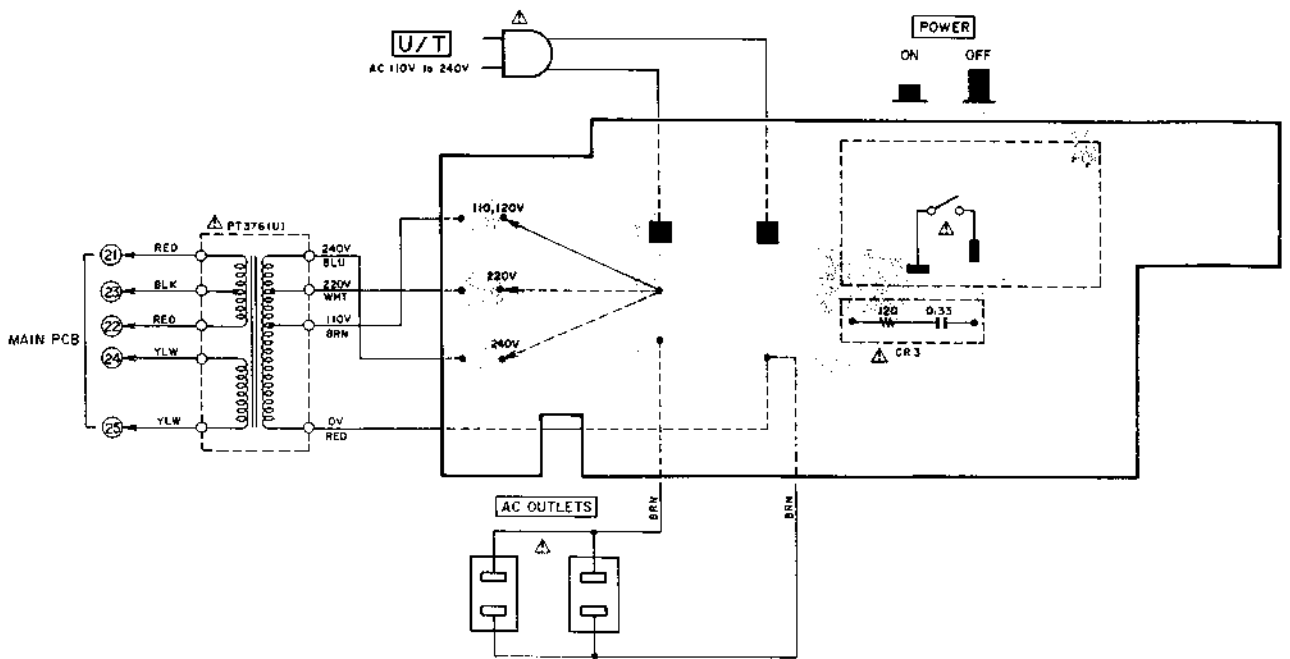 U/T
AC 110V to 240V
POWER
ON OFF
110,120V
PT376(U)
RED
240V
BLU
21
BLK
220V
WHT
220V
23
RED
110V
BRN
22
MAIN PCB
YLW
24
240V
120 0.33
CR3
YLW
0V
RED
25
AC OUTLETS
BRN
BRN